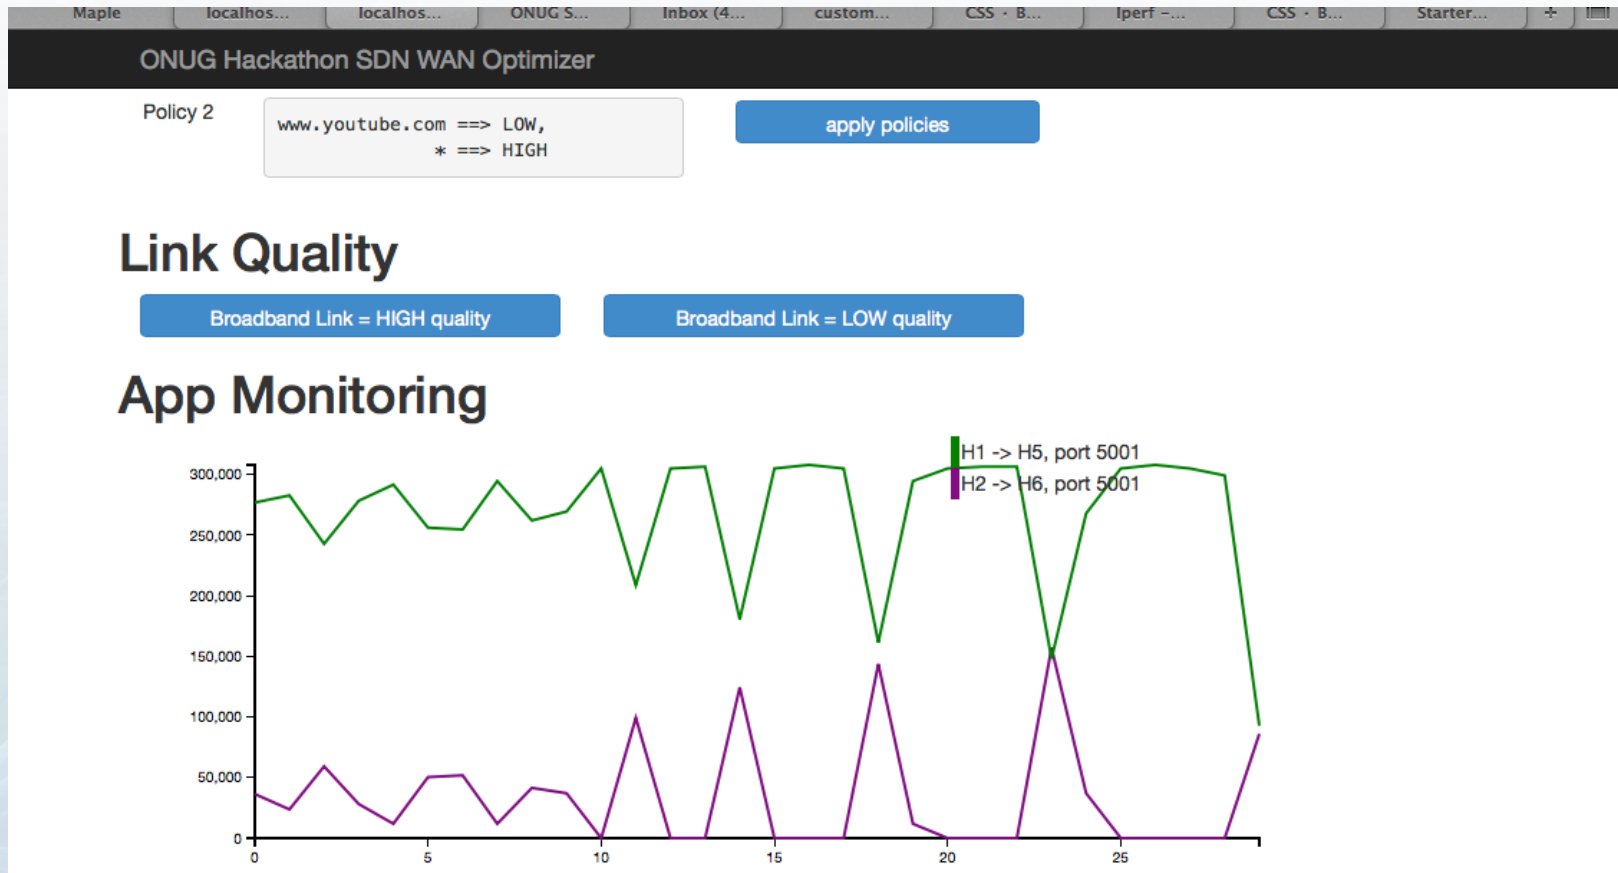 Maple localhos... localhos... ONUG S... Inbox (4... custom... CSS · B... Iperf –... CSS · B... Starter... +
ONUG Hackathon SDN WAN Optimizer
Policy 2
www.youtube.com ==> LOW,
* ==> HIGH
apply policies
Link Quality
Broadband Link = HIGH quality
Broadband Link = LOW quality
App Monitoring
H1 -> H5, port 5001
H2 -> H6, port 5001
300,000
250,000
200,000
150,000
100,000
50,000
0
0 5 10 15 20 25